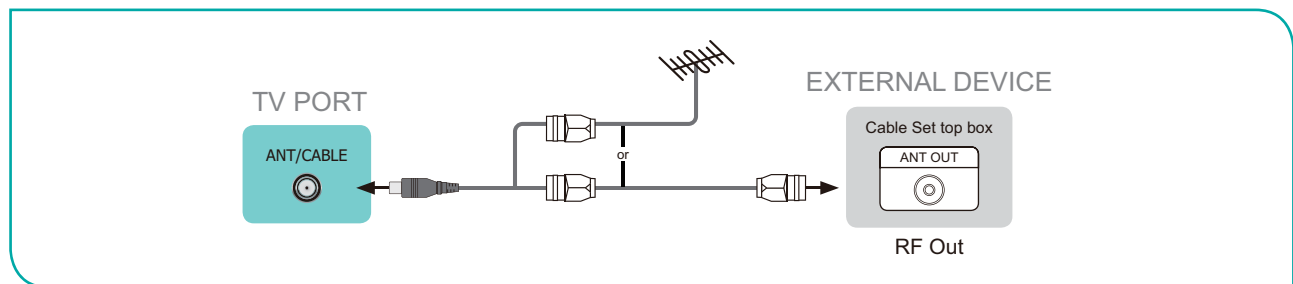 TV PORT
ANT/CABLE
or
EXTERNAL DEVICE
Cable Set top box
ANT OUT
RF Out